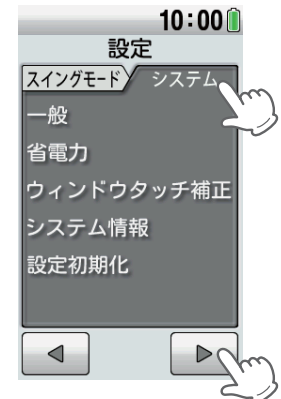 10:00
設定
スイングモード システム
一般
省電力
ウィンドウタッチ補正
システム情報
設定初期化